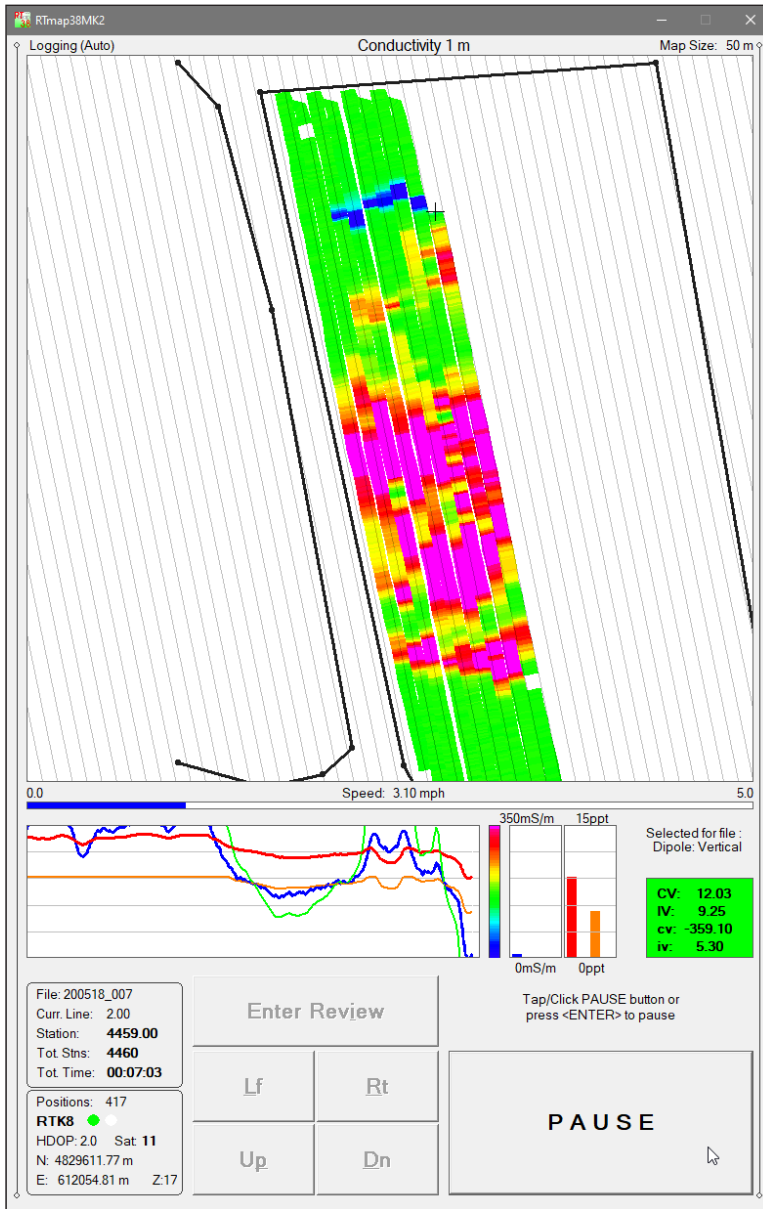 RTmap38MK2
Logging (Auto) Conductivity 1 m Map Size: 50 m
0.0 Speed: 3.10 mph 5.0
350mS/m 15ppt
0mS/m 0ppt
Selected for file :
Dipole: Vertical
CV: 12.03
IV: 9.25
cv: -359.10
iv: 5.30
File: 200518_007
Curr. Line: 2.00
Station: 4459.00
Tot. Stns: 4460
Tot. Time: 00:07:03
Positions: 417
RTK8
HDOP: 2.0 Sat: 11
N: 4829611.77 m
E: 612054.81 m Z:17
Enter Review
Lf Rt
Up Dn
Tap/Click PAUSE button or
press <ENTER> to pause
PAUSE